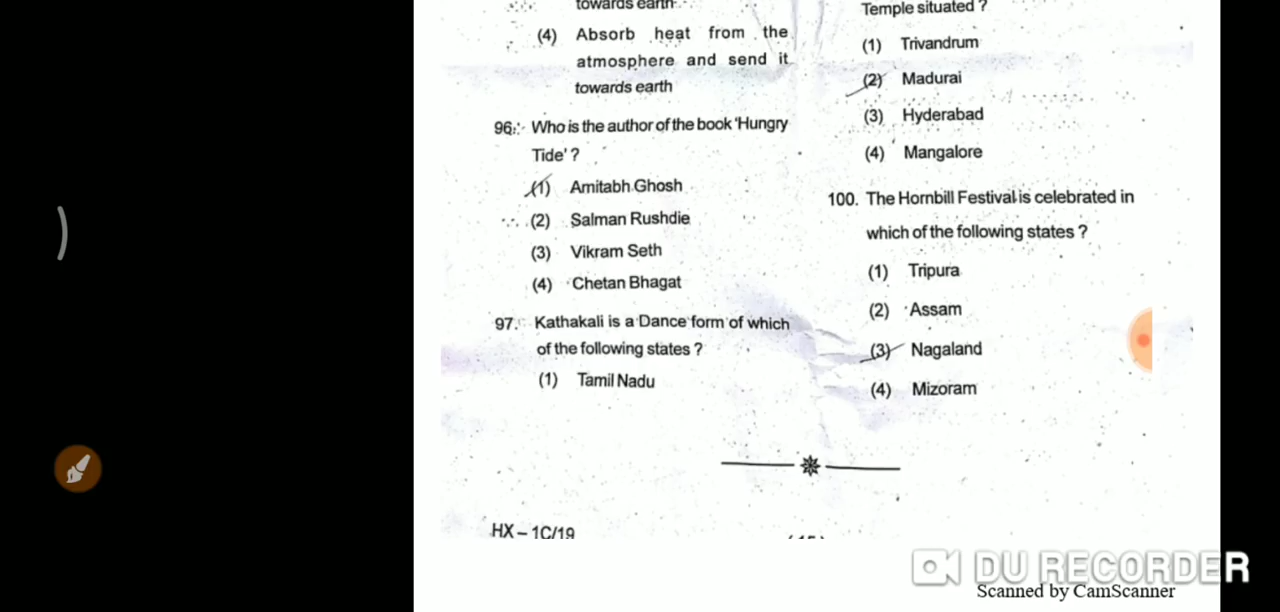 towards earth
(4) Absorb heat from the
atmosphere and send it
towards earth
96. Who is the author of the book 'Hungry
Tide' ?
(1) Amitabh Ghosh
(2) Salman Rushdie
(3) Vikram Seth
(4) Chetan Bhagat
97. Kathakali is a Dance form of which
of the following states ?
(1) Tamil Nadu
HX – 1C/19
Temple situated ?
(1) Trivandrum
(2) Madurai
(3) Hyderabad
(4) Mangalore
100. The Hornbill Festival is celebrated in
which of the following states ?
(1) Tripura
(2) Assam
(3) Nagaland
(4) Mizoram
DU RECORDER
Scanned by CamScanner